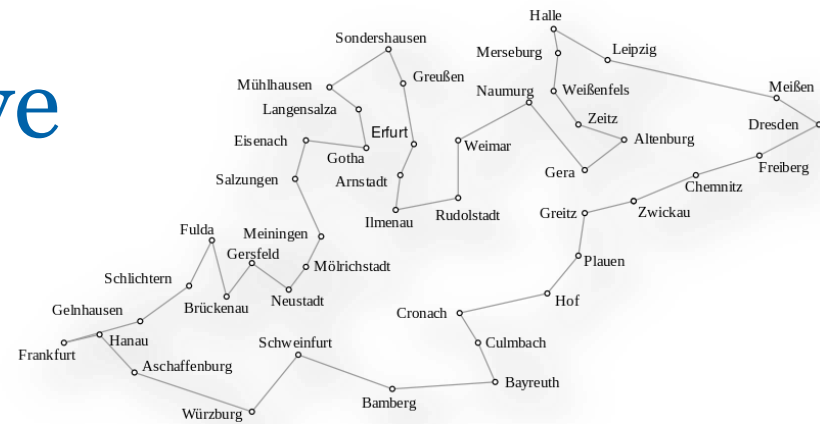 ve
Halle
Sondershausen
Merseburg
Leipzig
Mühlhausen
Greußen
Naumurg
Weißenfels
Meißen
Langensalza
Erfurt
Zeitz
Dresden
Eisenach
Gotha
Weimar
Altenburg
Salzungen
Arnstadt
Gera
Freiberg
Ilmenau
Rudolstadt
Greitz
Chemnitz
Zwickau
Fulda
Meiningen
Gersfeld
Mölrichstadt
Plauen
Schlichtern
Brückenau
Neustadt
Hof
Gelnhausen
Cronach
Hanau
Schweinfurt
Culmbach
Frankfurt
Aschaffenburg
Bayreuth
Würzburg
Bamberg